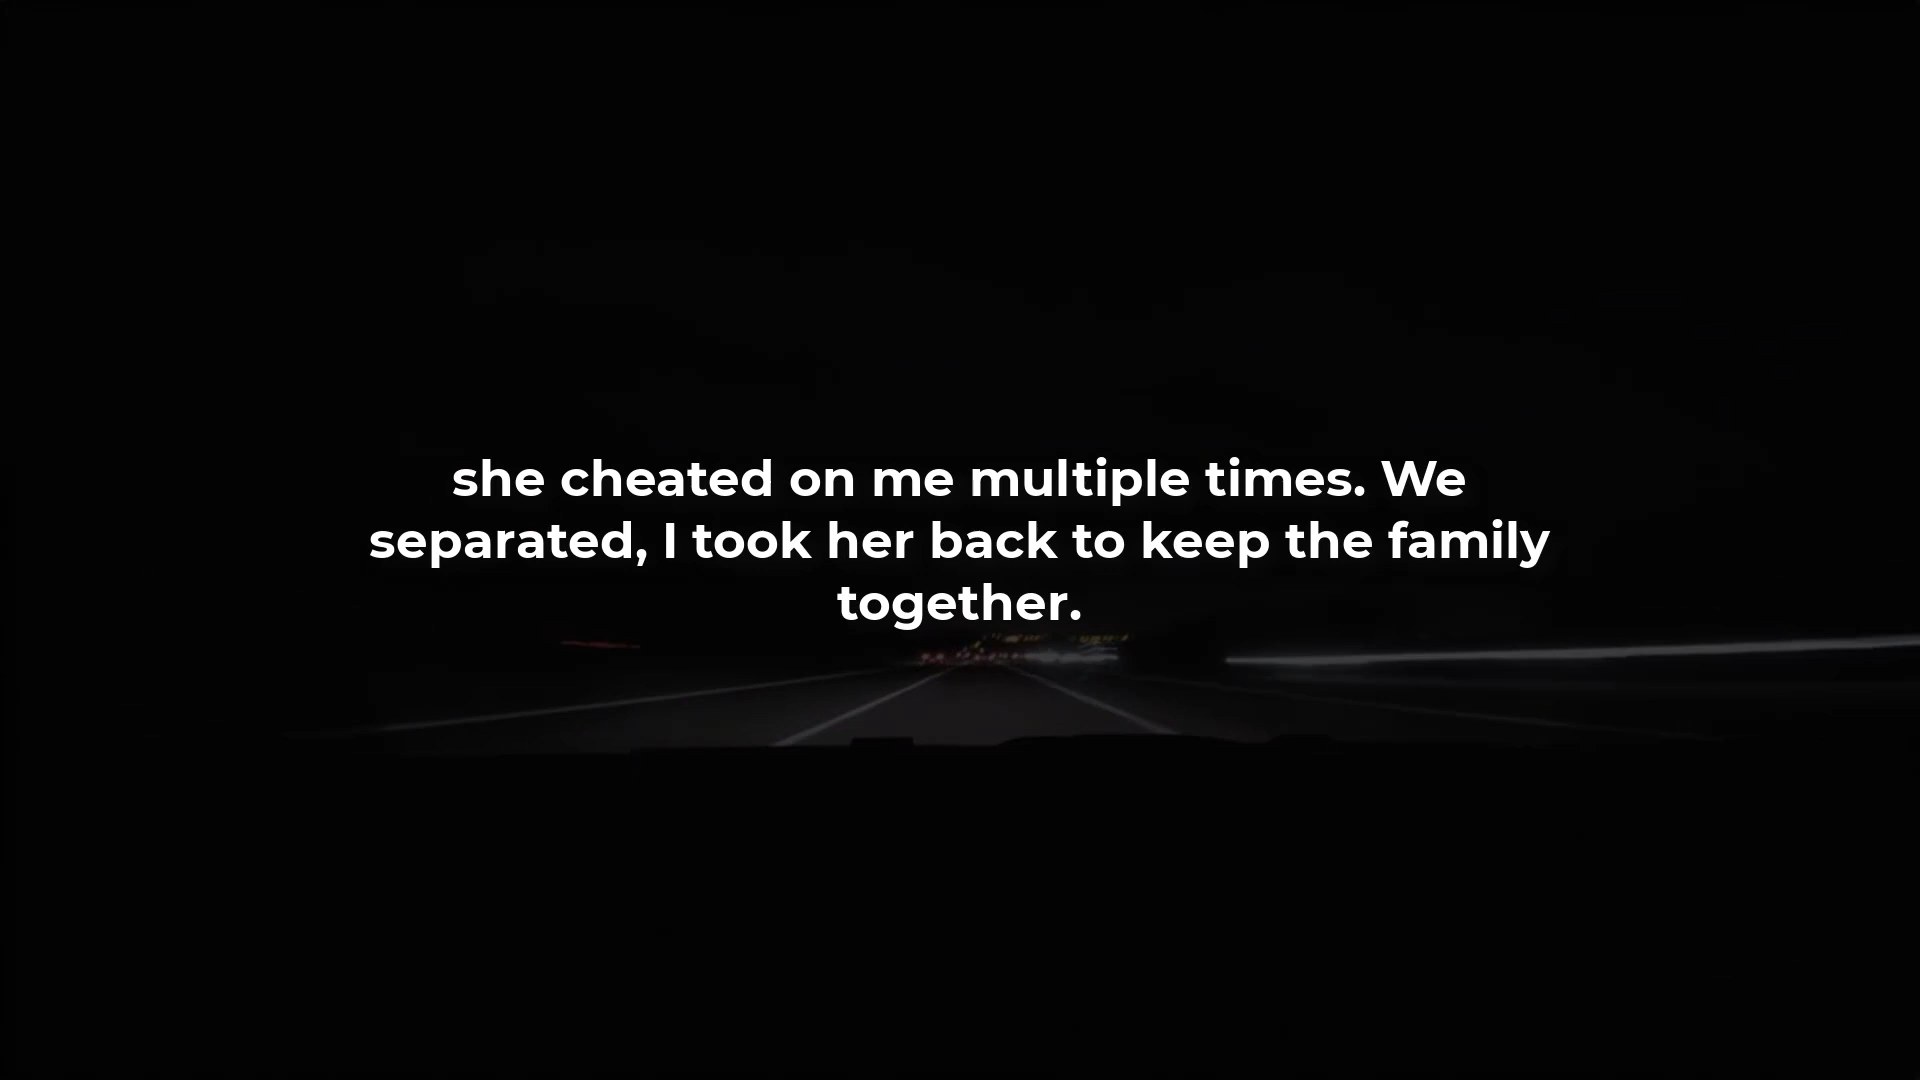 she cheated on me multiple times. We
separated, I took her back to keep the family
together.